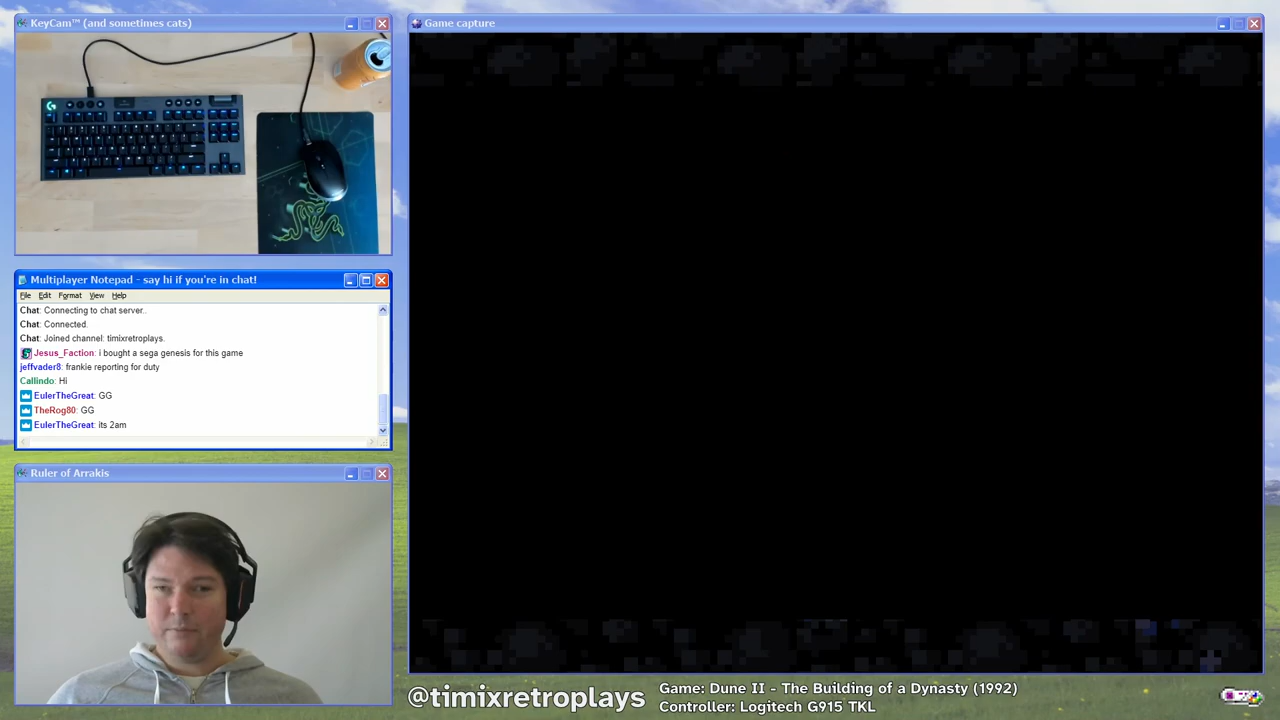 KeyCam™ (and sometimes cats)
Game capture
Multiplayer Notepad - say hi if you're in chat!
File Edit Format View Help
Chat: Connecting to chat server..
Chat: Connected.
Chat: Joined channel: timixretroplays.
Jesus_Faction: i bought a sega genesis for this game
jeffvader8: frankie reporting for duty
Callindo: Hi
EulerTheGreat: GG
TheRog80: GG
EulerTheGreat: its 2am
Ruler of Arrakis
@timixretroplays
Game: Dune II - The Building of a Dynasty (1992)
Controller: Logitech G915 TKL